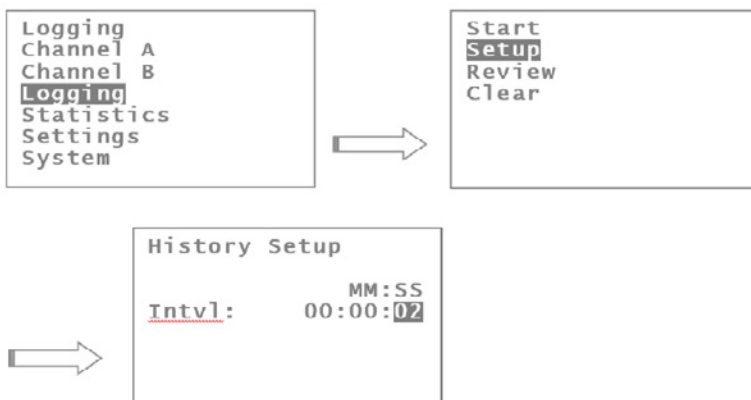 Logging
Channel A
Channel B
Logging
Statistics
Settings
System
Start
Setup
Review
Clear
History Setup
MM:SS
Intvl: 00:00:02